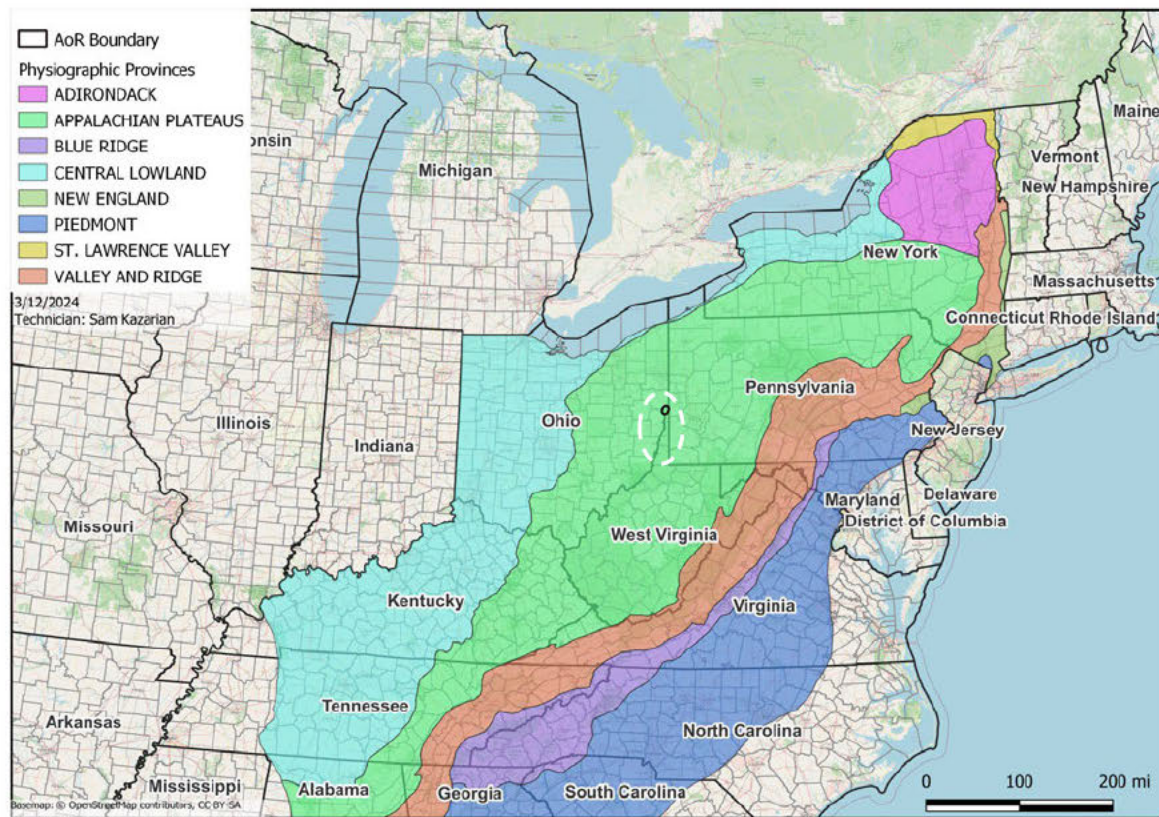 AoR Boundary
Physiographic Provinces
ADIRONDACK
APPALACHIAN PLATEAUS
BLUE RIDGE
CENTRAL LOWLAND
NEW ENGLAND
PIEDMONT
ST. LAWRENCE VALLEY
VALLEY AND RIDGE
3/12/2024
Technician: Sam Kazarian
onsin
Michigan
Maine
Vermont
New Hampshire
New York
Massachusetts
Connecticut Rhode Island
Pennsylvania
Ohio
Illinois
Indiana
New Jersey
Maryland
Delaware
District of Columbia
Missouri
West Virginia
Kentucky
Virginia
Tennessee
Arkansas
North Carolina
Mississippi
Alabama
Georgia
South Carolina
0 100 200 mi
Basemap: © OpenStreetMap contributors, CC BY-SA